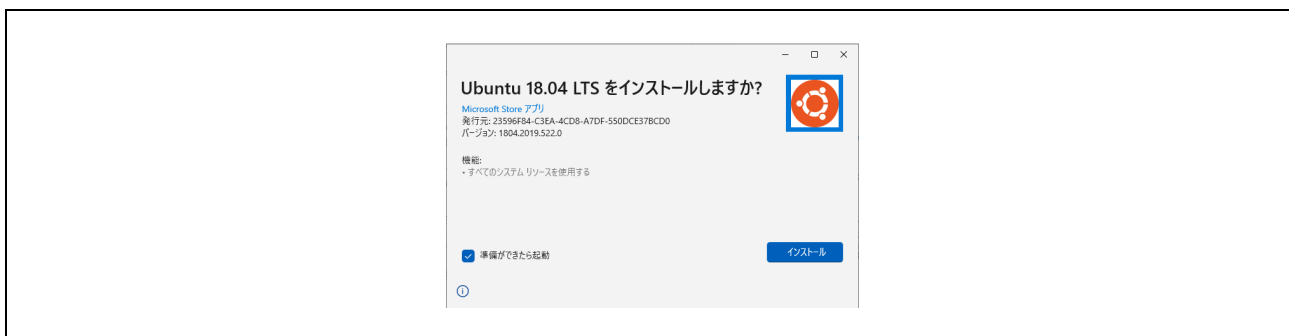 Ubuntu 18.04 LTS をインストールしますか?
Microsoft Store アプリ
発行元: 23596F84-C3EA-4CD8-A7DF-550DCE37BCD0
バージョン: 1804.2019.522.0
機能:
• すべてのシステム リソースを使用する
準備ができたら起動
インストール